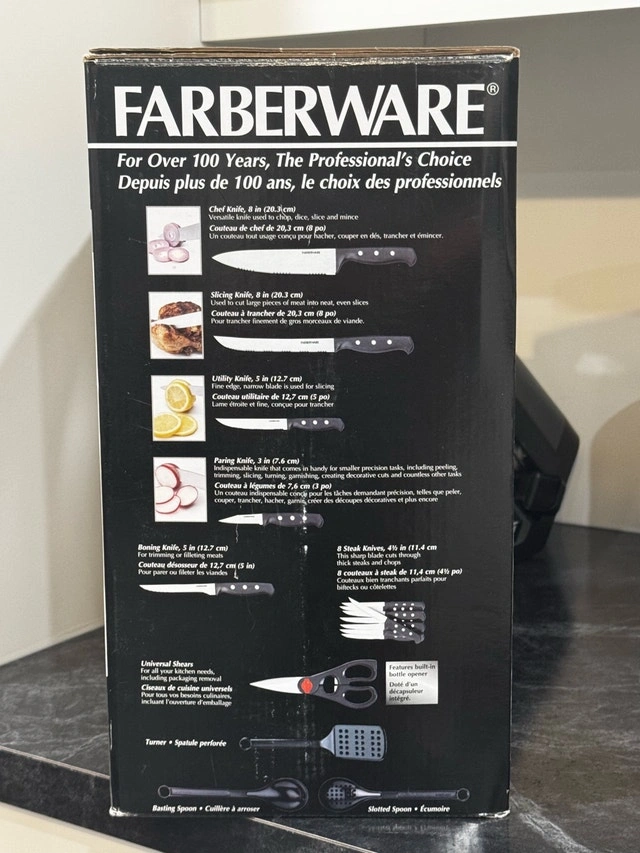 FARBERWARE®
For Over 100 Years, The Professional's Choice
Depuis plus de 100 ans, le choix des professionnels
Chef Knife, 8 in (20.3 cm)
Versatile knife used to chop, dice, slice and mince
Couteau de chef de 20,3 cm (8 po)
Un couteau tout usage conçu pour hacher, couper en dés, trancher et émincer.
FARBERWARE
Slicing Knife, 8 in (20.3 cm)
Used to cut large pieces of meat into neat, even slices
Couteau à trancher de 20,3 cm (8 po)
Pour trancher finement de gros morceaux de viande.
FARBERWARE
Utility Knife, 5 in (12.7 cm)
Fine edge, narrow blade is used for slicing
Couteau utilitaire de 12,7 cm (5 po)
Lame étroite et fine, conçue pour trancher
Paring Knife, 3 in (7.6 cm)
Indispensable knife that comes in handy for smaller precision tasks, including peeling,
trimming, slicing, turning, garnishing, creating decorative cuts and countless other tasks
Couteau à légumes de 7,6 cm (3 po)
Un couteau indispensable conçu pour les tâches demandant précision, telles que peler,
couper, trancher, hacher, garnir, créer des découpes décoratives et plus encore
Boning Knife, 5 in (12.7 cm)
For trimming or filleting meats
Couteau désosseur de 12,7 cm (5 in)
Pour parer ou fileter les viandes
8 Steak Knives, 4½ in (11.4 cm
This sharp blade cuts through
thick steaks and chops
8 couteaux à steak de 11,4 cm (4½ po)
Couteaux bien tranchants parfaits pour
biftecks ou côtelettes
Universal Shears
For all your kitchen needs,
including packaging removal
Ciseaux de cuisine universels
Pour tous vos besoins culinaires,
incluant l'ouverture d'emballage
Features built-in
bottle opener
Doté d'un
décapsuleur
intégré.
Turner • Spatule perforée
Basting Spoon • Cuillère à arroser
Slotted Spoon • Écumoire